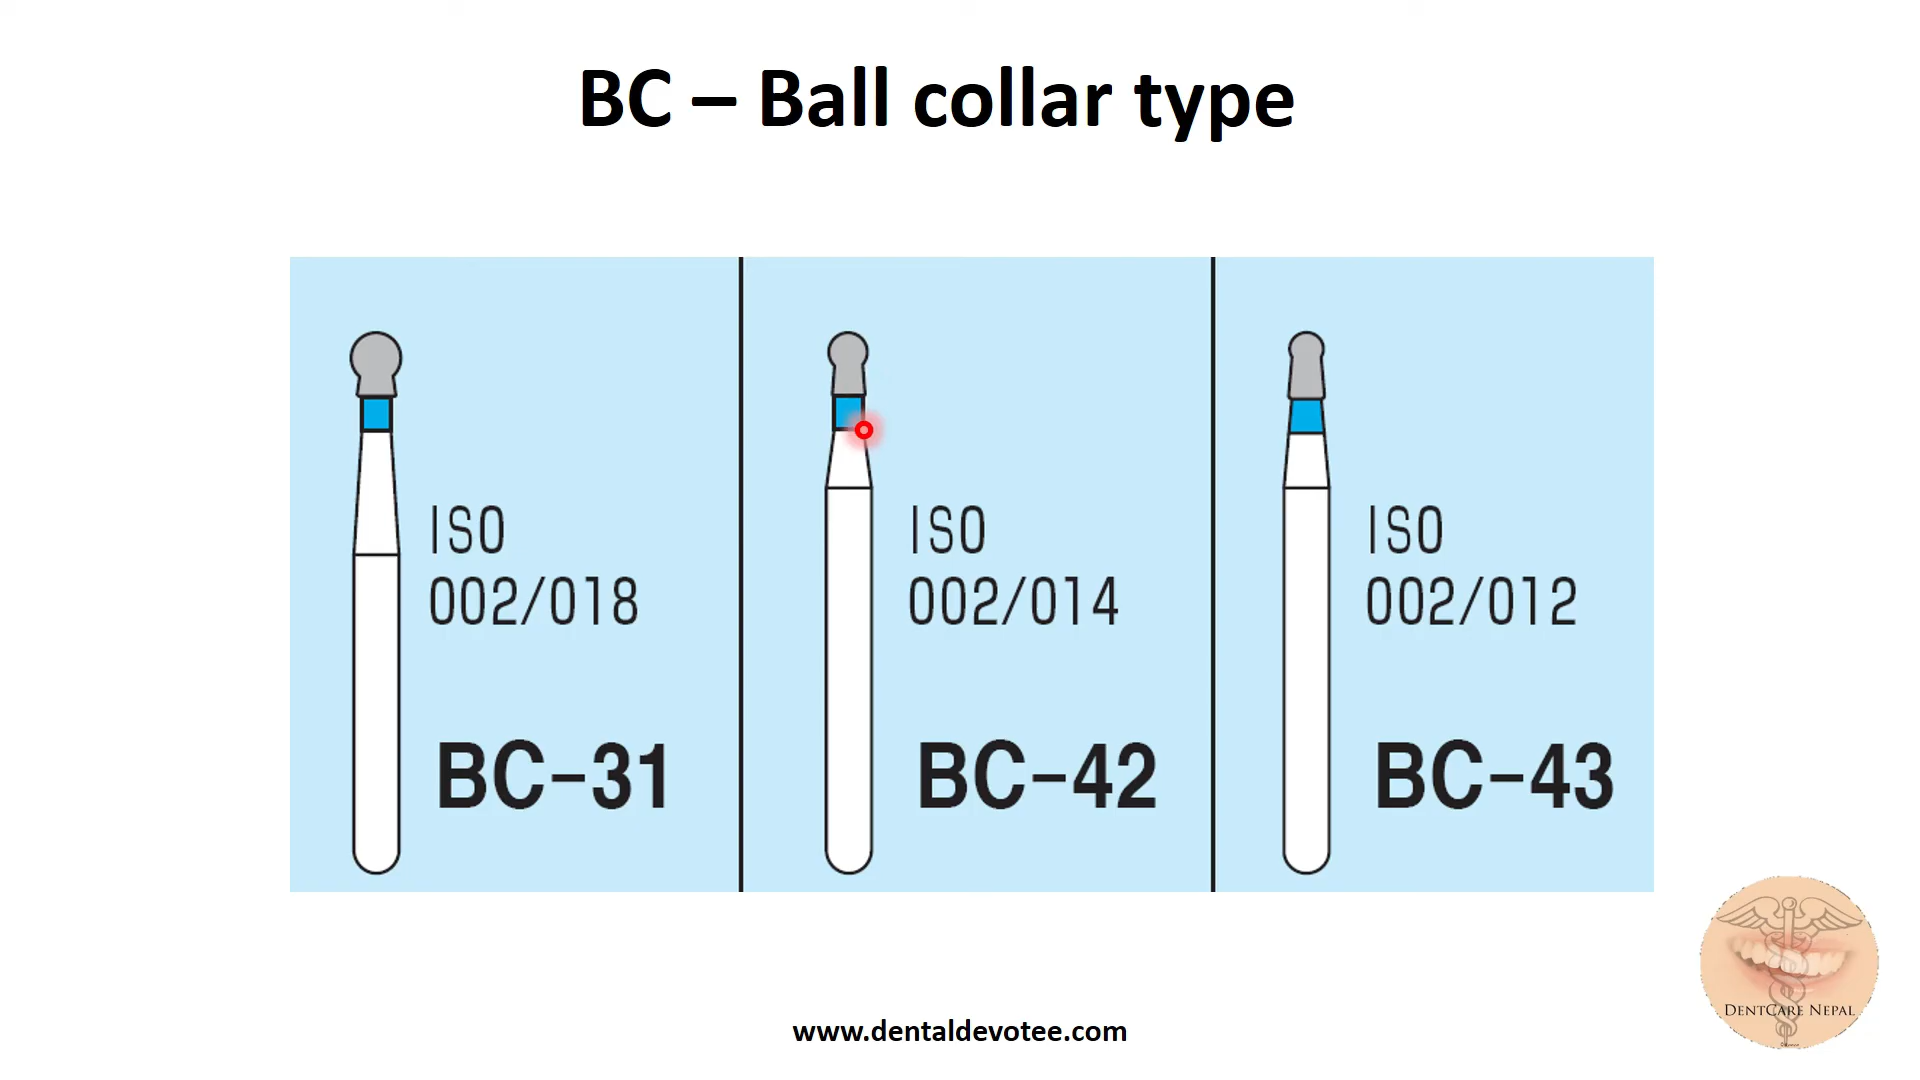 BC – Ball collar type
ISO
002/018
BC-31
ISO
002/014
BC-42
ISO
002/012
BC-43
DENTCARE NEPAL
www.dentaldevotee.com